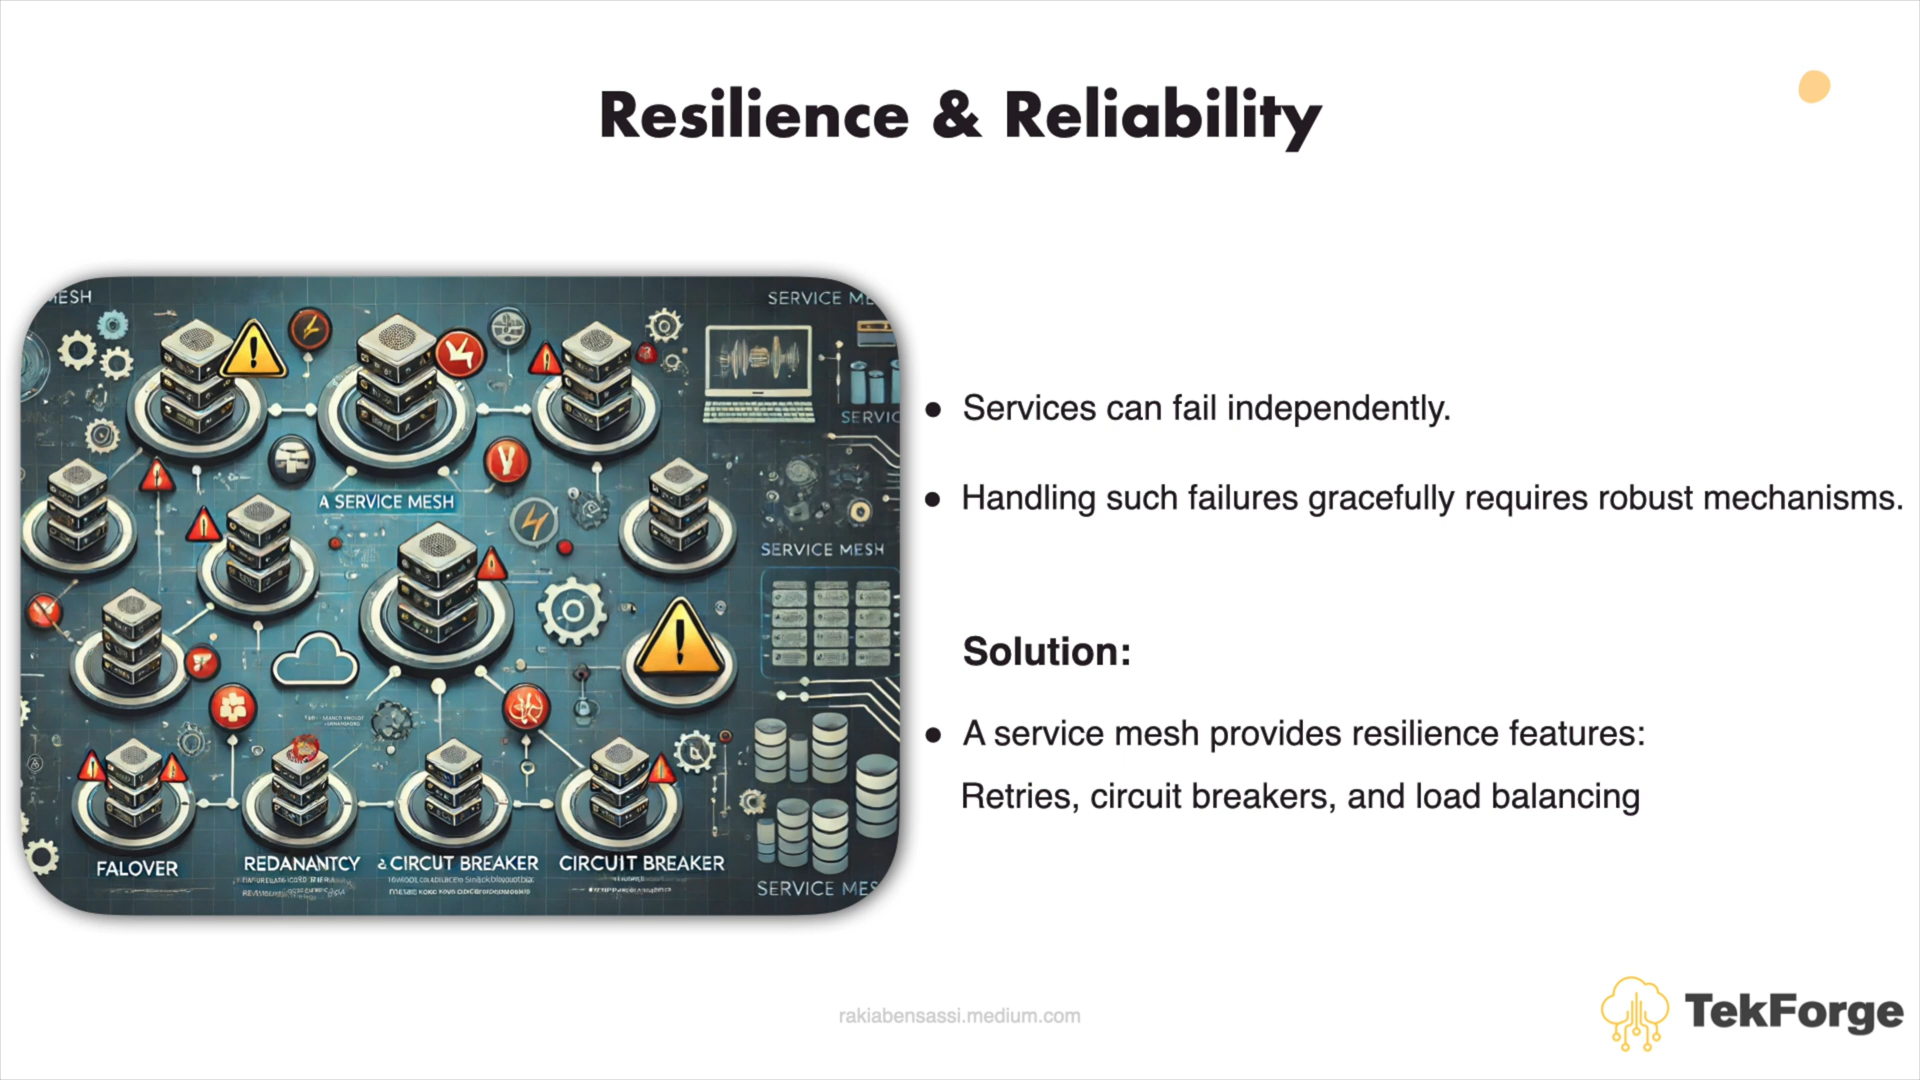 Resilience & Reliability
MESH
SERVICE ME
SERVIC
A SERVICE MESH
SERVICE MESH
FALOVER
REDANANTCY
CIRCUT BREAKER
CIRCUIT BREAKER
SERVICE MES
● Services can fail independently.
● Handling such failures gracefully requires robust mechanisms.
Solution:
● A service mesh provides resilience features:
Retries, circuit breakers, and load balancing
rakiabensassi.medium.com
TekForge